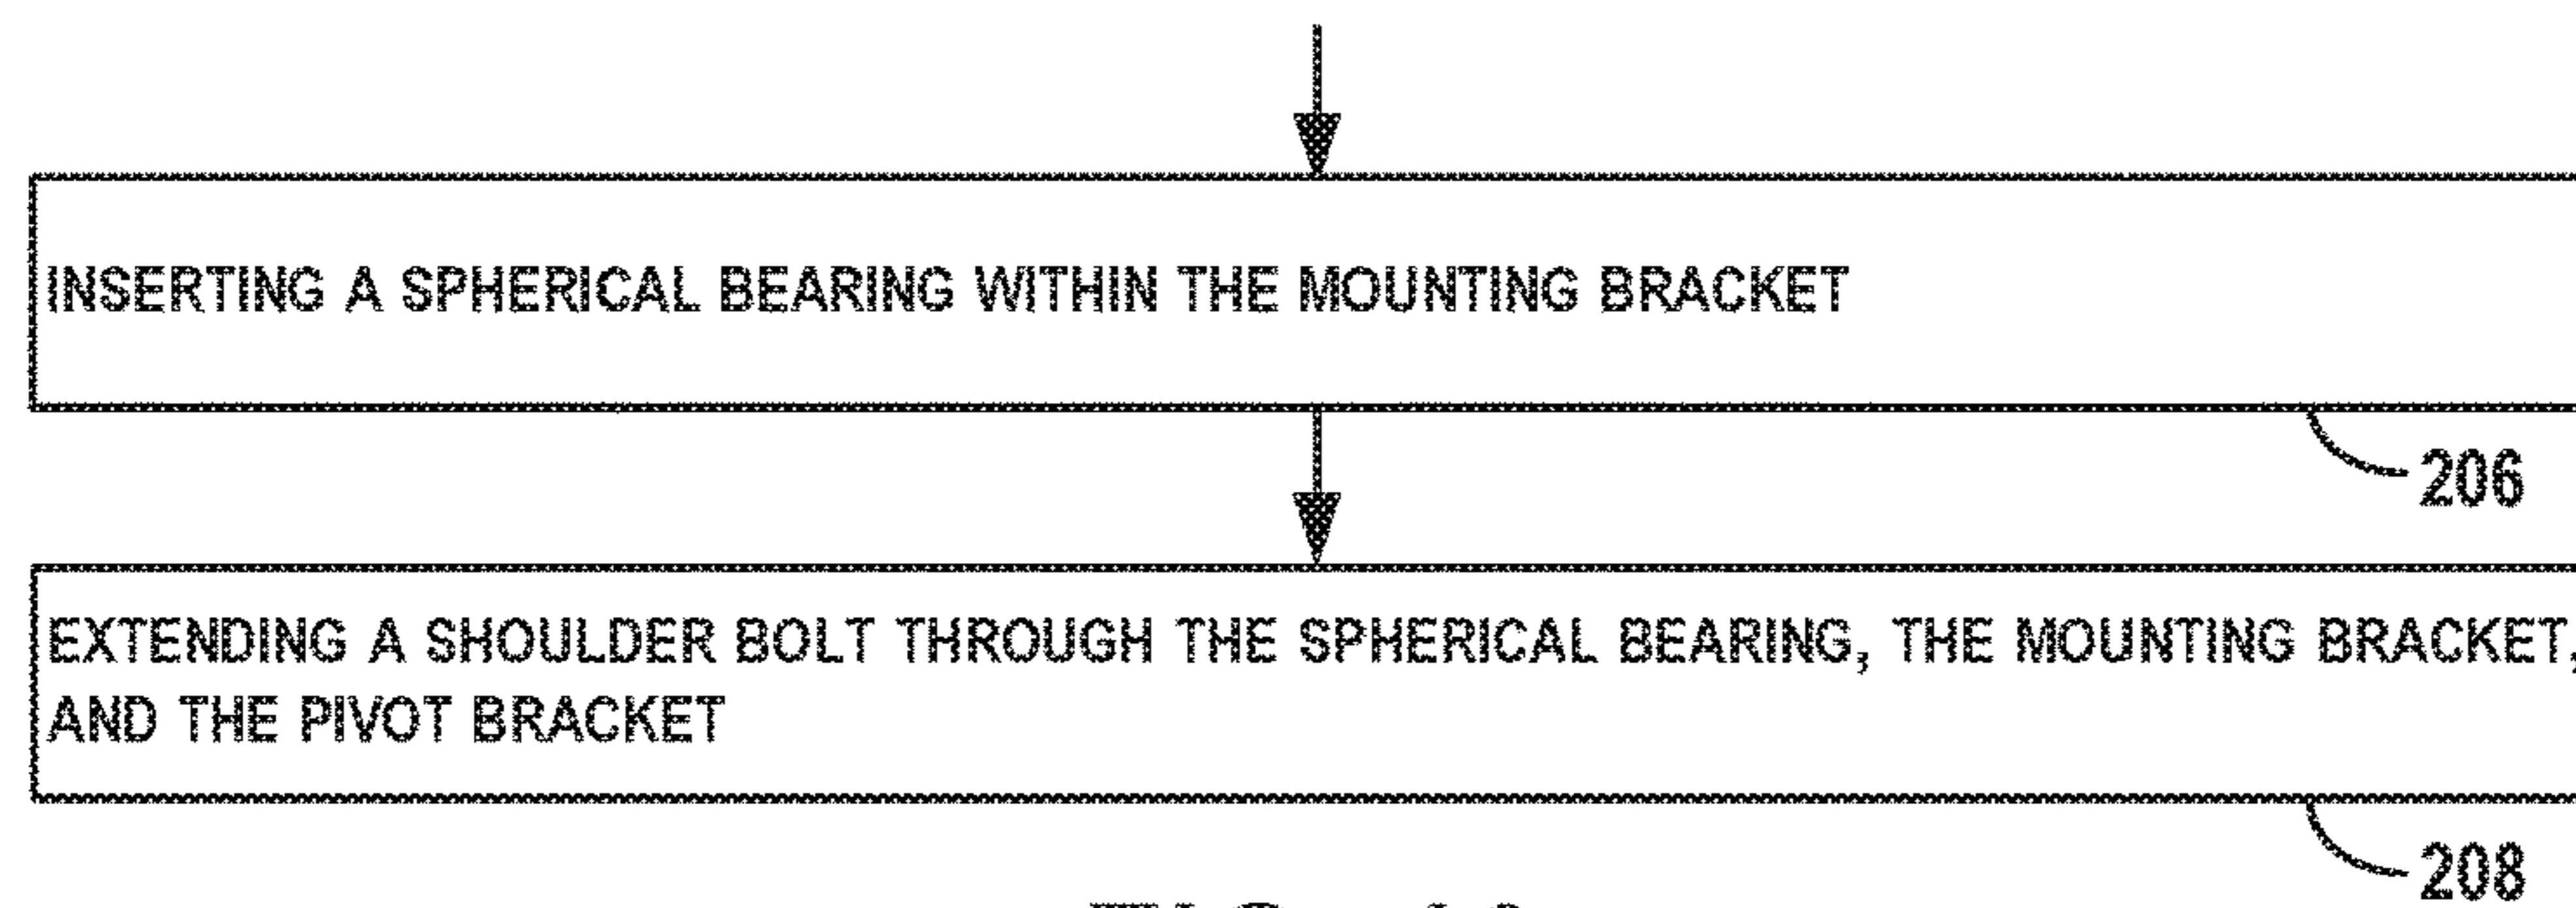 INSERTING A SPHERICAL BEARING WITHIN THE MOUNTING BRACKET
206
EXTENDING A SHOULDER BOLT THROUGH THE SPHERICAL BEARING, THE MOUNTING BRACKET,
AND THE PIVOT BRACKET
208